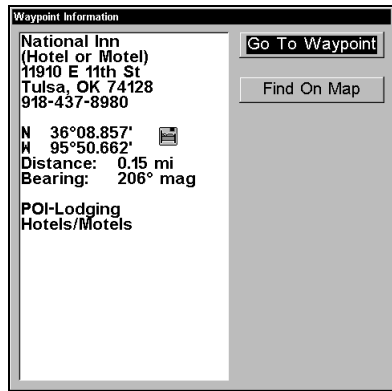 Waypoint Information
National Inn
(Hotel or Motel)
11910 E 11th St
Tulsa, OK 74128
918-437-8980
N 36°08.857'
W 95°50.662'
Distance: 0.15 mi
Bearing: 206° mag
POI-Lodging
Hotels/Motels
Go To Waypoint
Find On Map